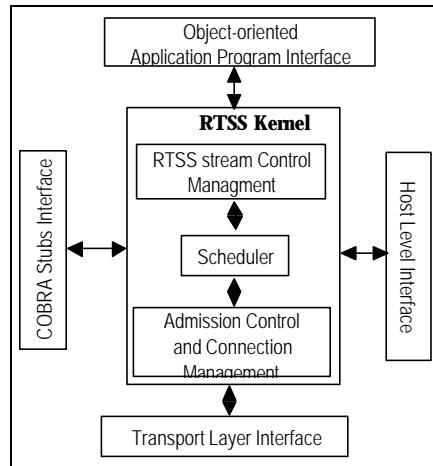 Object-oriented
Application Program Interface
RTSS Kernel
RTSS stream Control
Managment
COBRA Stubs Interface
Scheduler
Host Level Interface
Admission Control
and Connection
Management
Transport Layer Interface